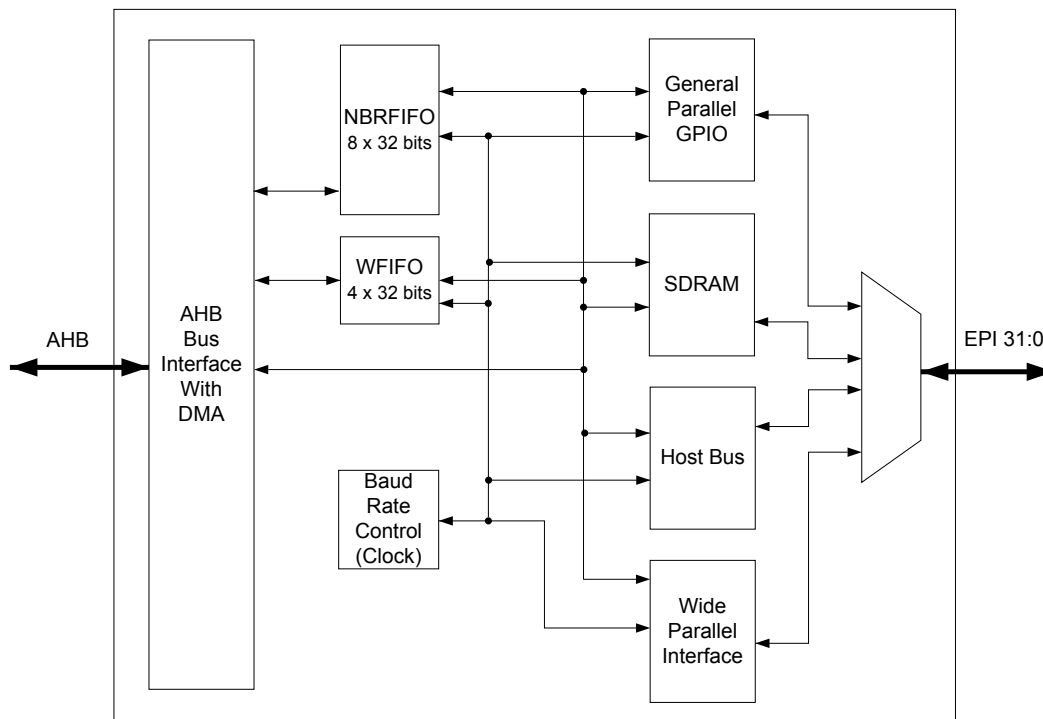 AHB
AHB
Bus
Interface
With
DMA
NBRFIFO
8 x 32 bits
WFIFO
4 x 32 bits
Baud
Rate
Control
(Clock)
General
Parallel
GPIO
SDRAM
Host Bus
Wide
Parallel
Interface
EPI 31:0